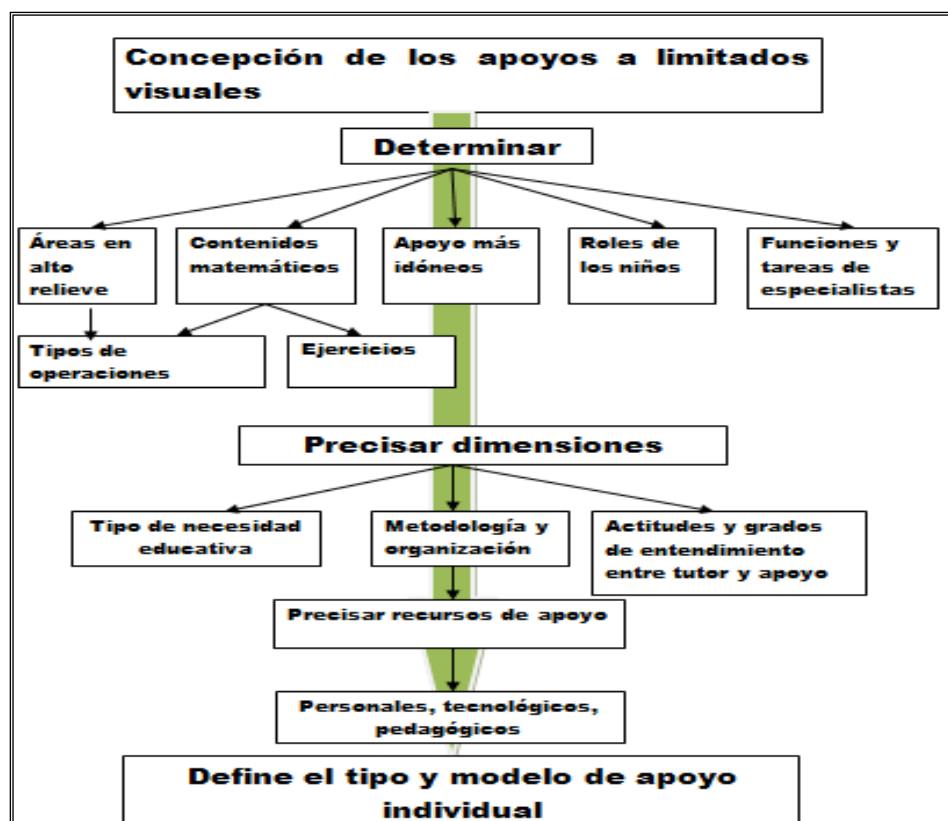 Concepción de los apoyos a limitados
visuales
Determinar
Áreas en
alto
relieve
Contenidos
matemáticos
Apoyo más
idóneos
Roles de
los niños
Funciones y
tareas de
especialistas
Tipos de
operaciones
Ejercicios
Precisar dimensiones
Tipo de necesidad
educativa
Metodología y
organización
Actitudes y grados
de entendimiento
entre tutor y apoyo
Precisar recursos de apoyo
Personales, tecnológicos,
pedagógicos
Define el tipo y modelo de apoyo
individual